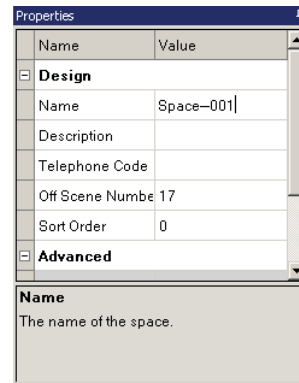 Properties
Name Value
Design
Name Space–001
Description
Telephone Code
Off Scene Numbe 17
Sort Order 0
Advanced
Name
The name of the space.